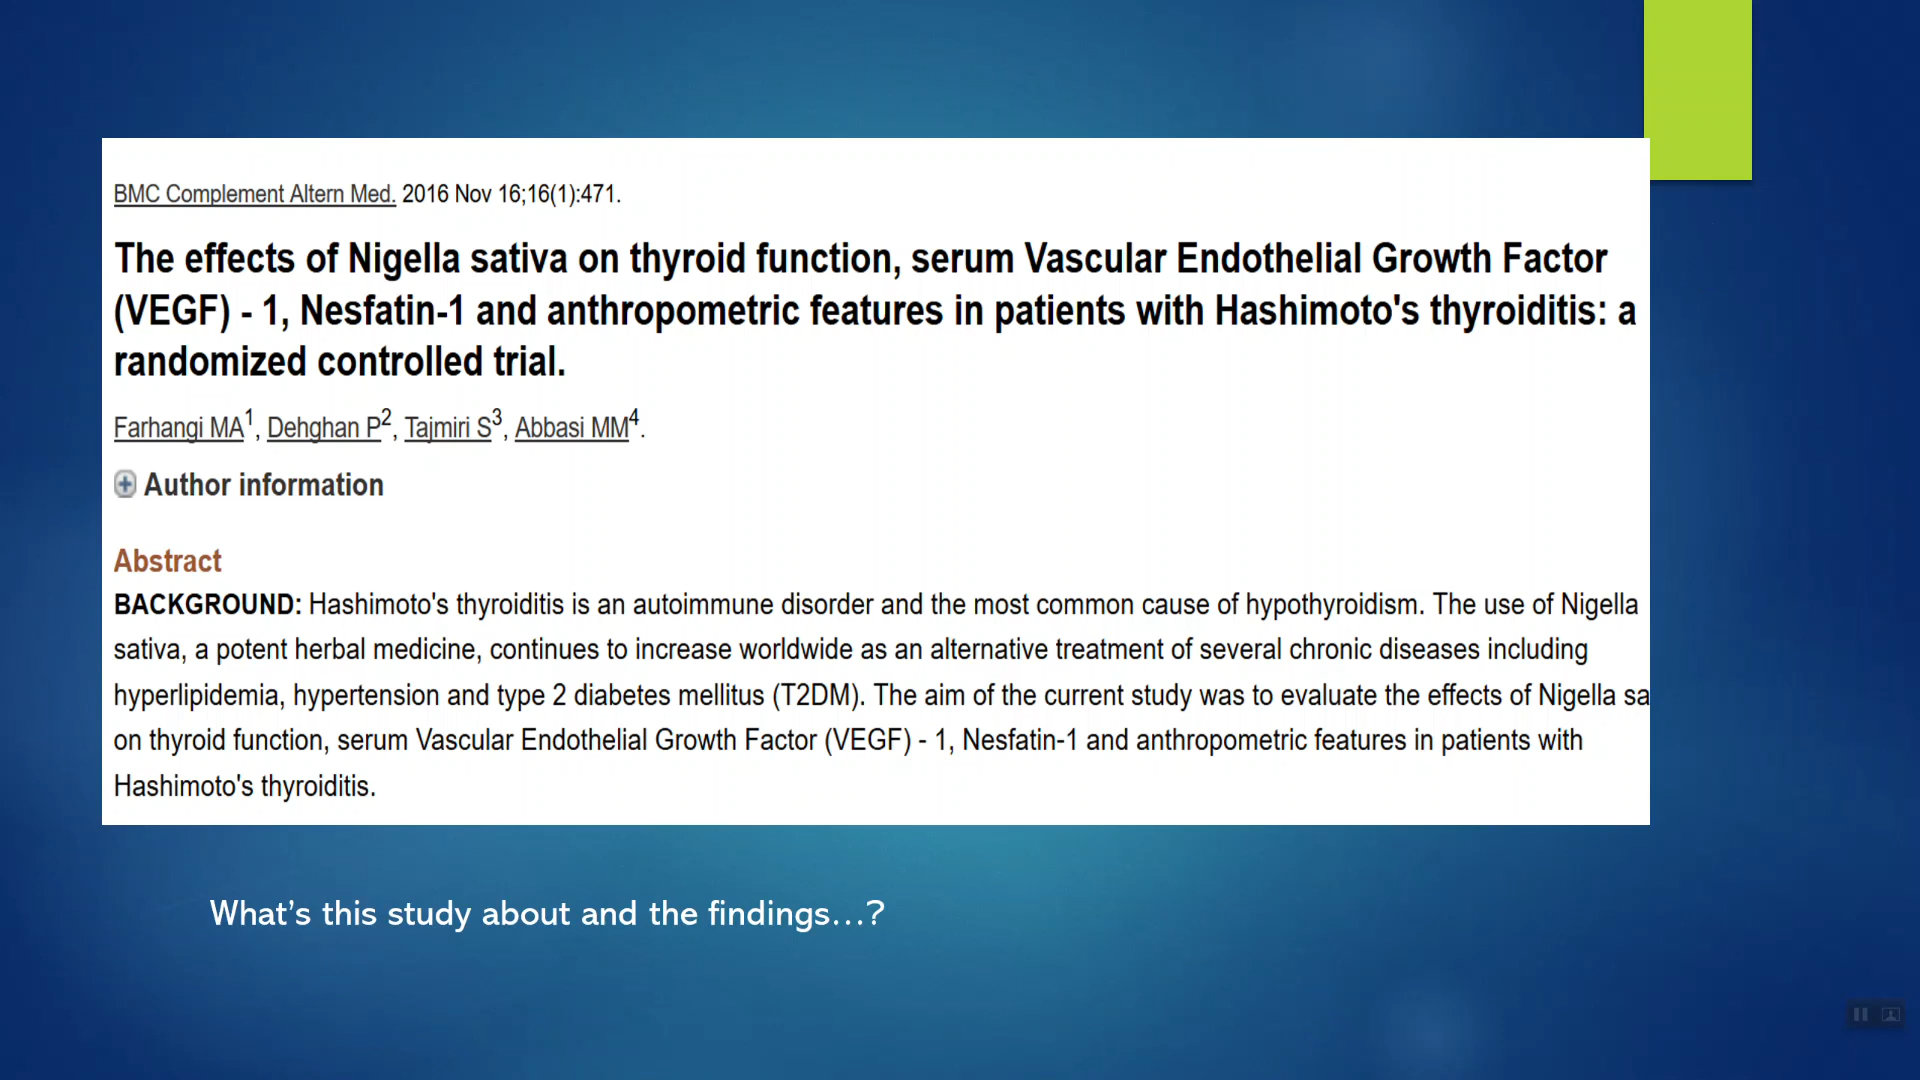 BMC Complement Altern Med. 2016 Nov 16;16(1):471.
The effects of Nigella sativa on thyroid function, serum Vascular Endothelial Growth Factor
(VEGF) - 1, Nesfatin-1 and anthropometric features in patients with Hashimoto's thyroiditis: a
randomized controlled trial.
Farhangi MA1, Dehghan P2, Tajmiri S3, Abbasi MM4.
Author information
Abstract
BACKGROUND: Hashimoto's thyroiditis is an autoimmune disorder and the most common cause of hypothyroidism. The use of Nigella
sativa, a potent herbal medicine, continues to increase worldwide as an alternative treatment of several chronic diseases including
hyperlipidemia, hypertension and type 2 diabetes mellitus (T2DM). The aim of the current study was to evaluate the effects of Nigella sa
on thyroid function, serum Vascular Endothelial Growth Factor (VEGF) - 1, Nesfatin-1 and anthropometric features in patients with
Hashimoto's thyroiditis.
What's this study about and the findings...?